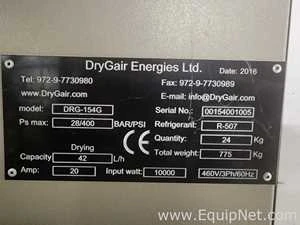 DryGair Energies Ltd. Date: 2016
Tel: 972-9-7730980 Fax: 972-9-7730989
www.DryGair.com E-mail: info@DryGair.com
model: DRG-154G Serial No.: 00154001005
Ps max: 28/400 BAR/PSI Refrigerant: R-507
Quantity: 24 Kg
Drying
Capacity 42 L/h CE Total weight: 775 Kg
Amp: 20 Input watt: 10000 460V/3Ph/60Hz
www.EquipNet.com